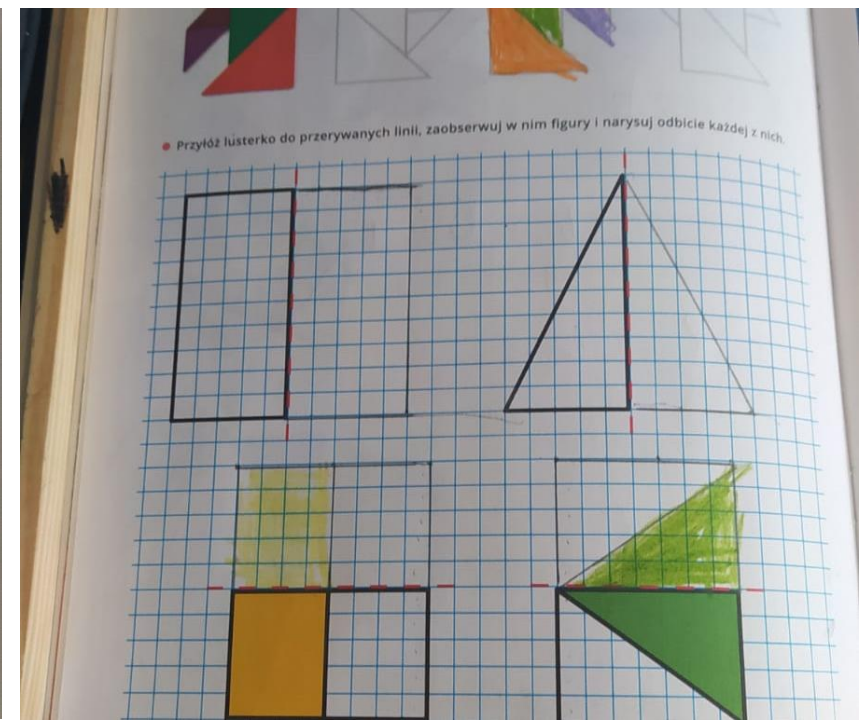 Przyłóż lusterko do przerywanych linii, zaobserwuj w nim figury i narysuj odbicie każdej z nich.